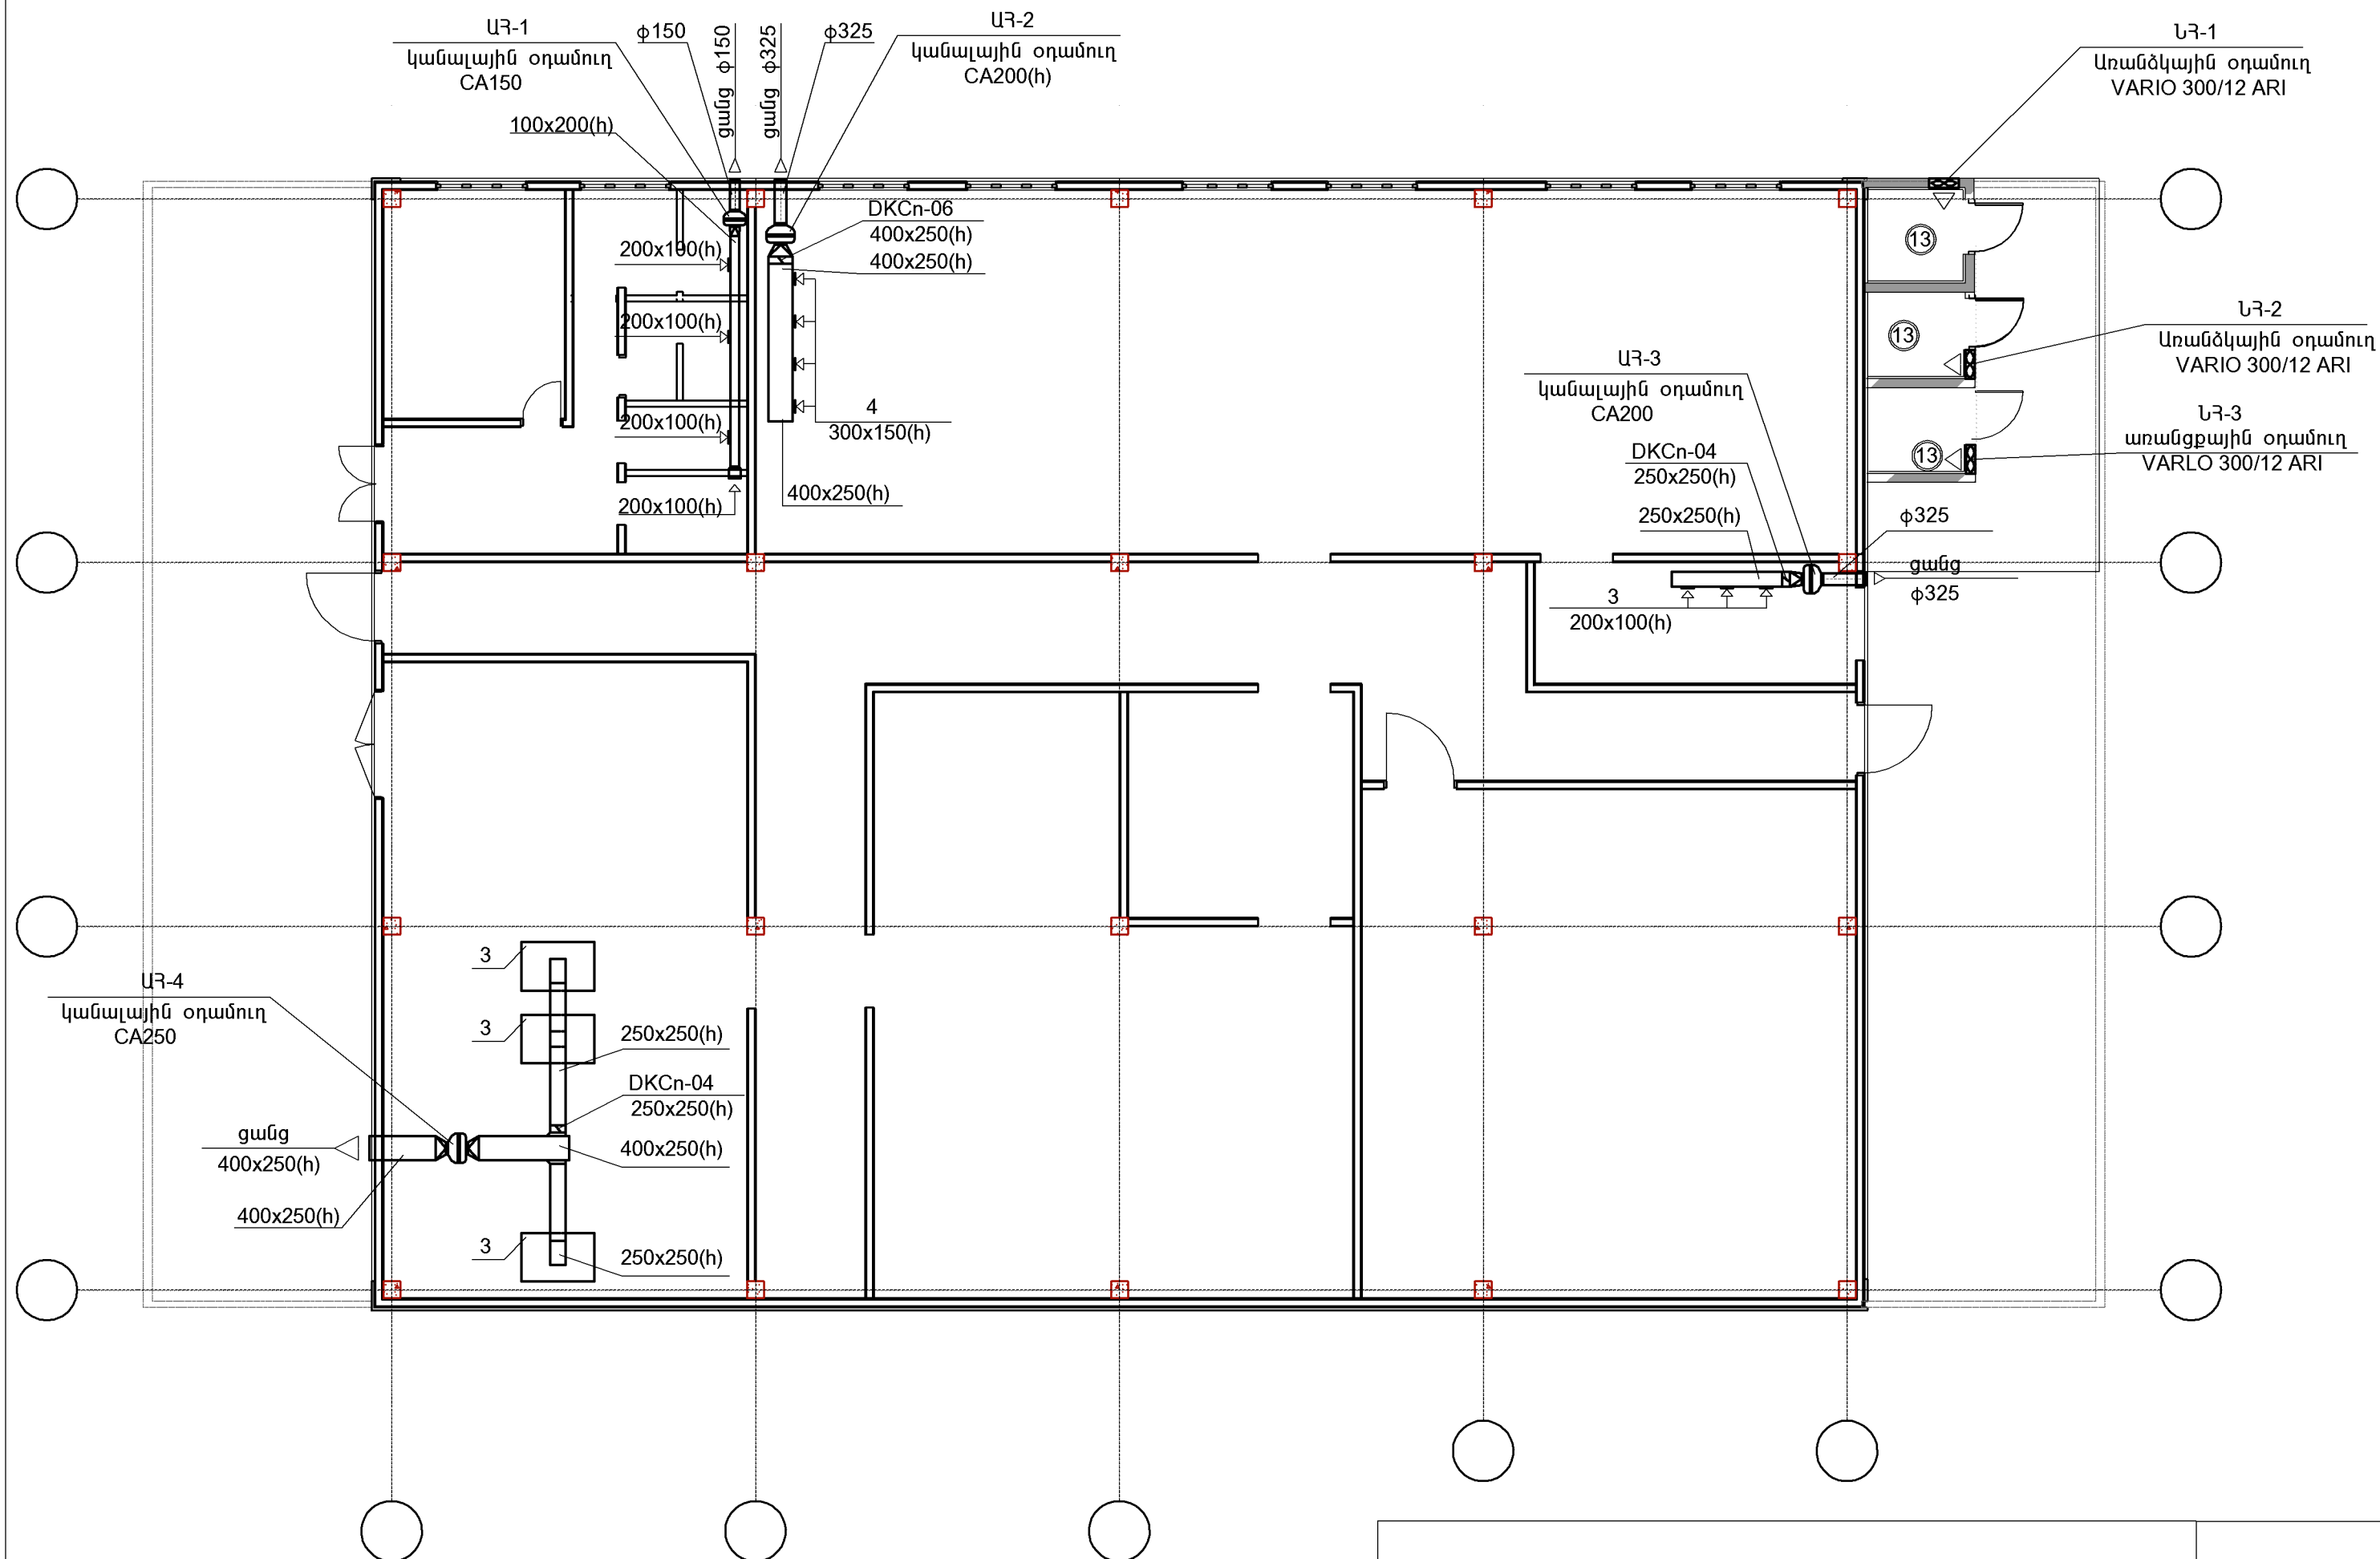 ԱՀ-1
կանալային օդամուղ
CA150
ϕ150
ցանց ϕ150
ցանց ϕ325
ϕ325
ԱՀ-2
կանալային օդամուղ
CA200(h)
ՆՀ-1
Առանձկային օդամուղ
VARIO 300/12 ARI
100x200(h)
DKCn-06
400x250(h)
400x250(h)
200x100(h)
200x100(h)
200x100(h)
200x100(h)
4
300x150(h)
400x250(h)
13
13
13
ՆՀ-2
Առանձկային օդամուղ
VARIO 300/12 ARI
ՆՀ-3
առանցքային օդամուղ
VARLO 300/12 ARI
ԱՀ-3
կանալային օդամուղ
CA200
DKCn-04
250x250(h)
250x250(h)
ϕ325
ցանց
ϕ325
3
200x100(h)
ԱՀ-4
կանալային օդամուղ
CA250
3
3
250x250(h)
DKCn-04
250x250(h)
400x250(h)
ցանց
400x250(h)
400x250(h)
3
250x250(h)